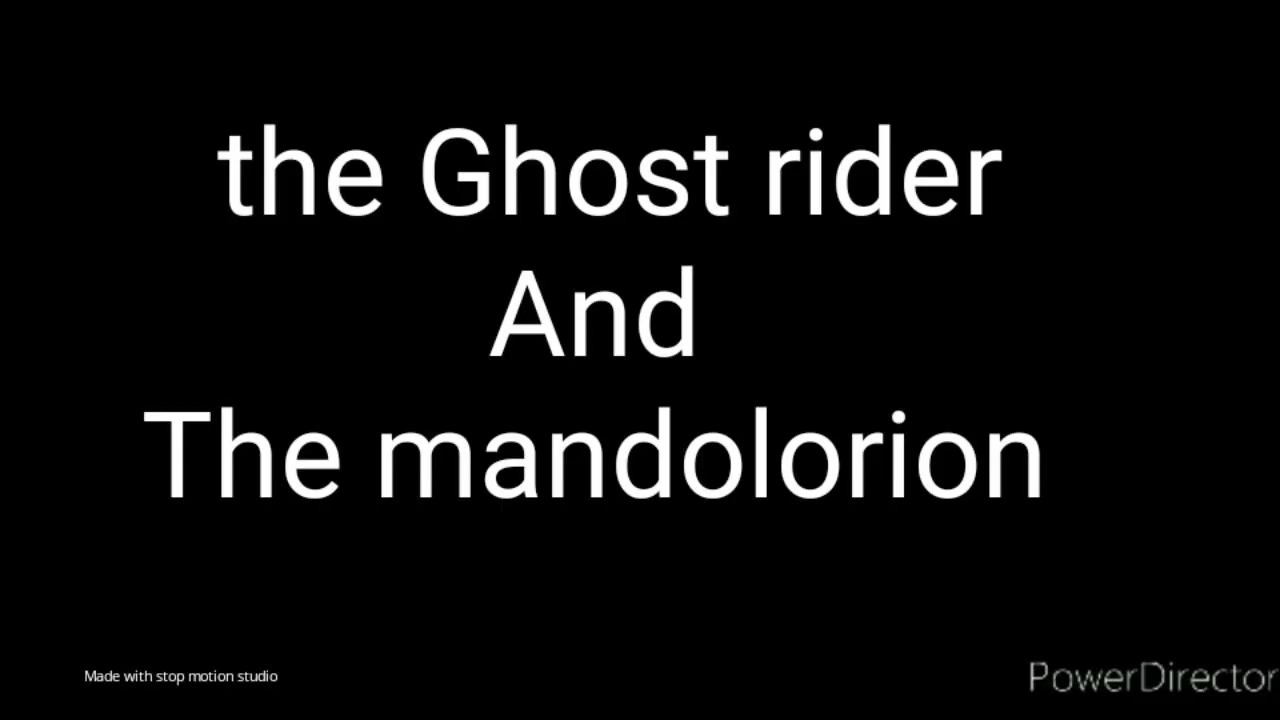 the Ghost rider
And
The mandolorion
Made with stop motion studio
PowerDirector